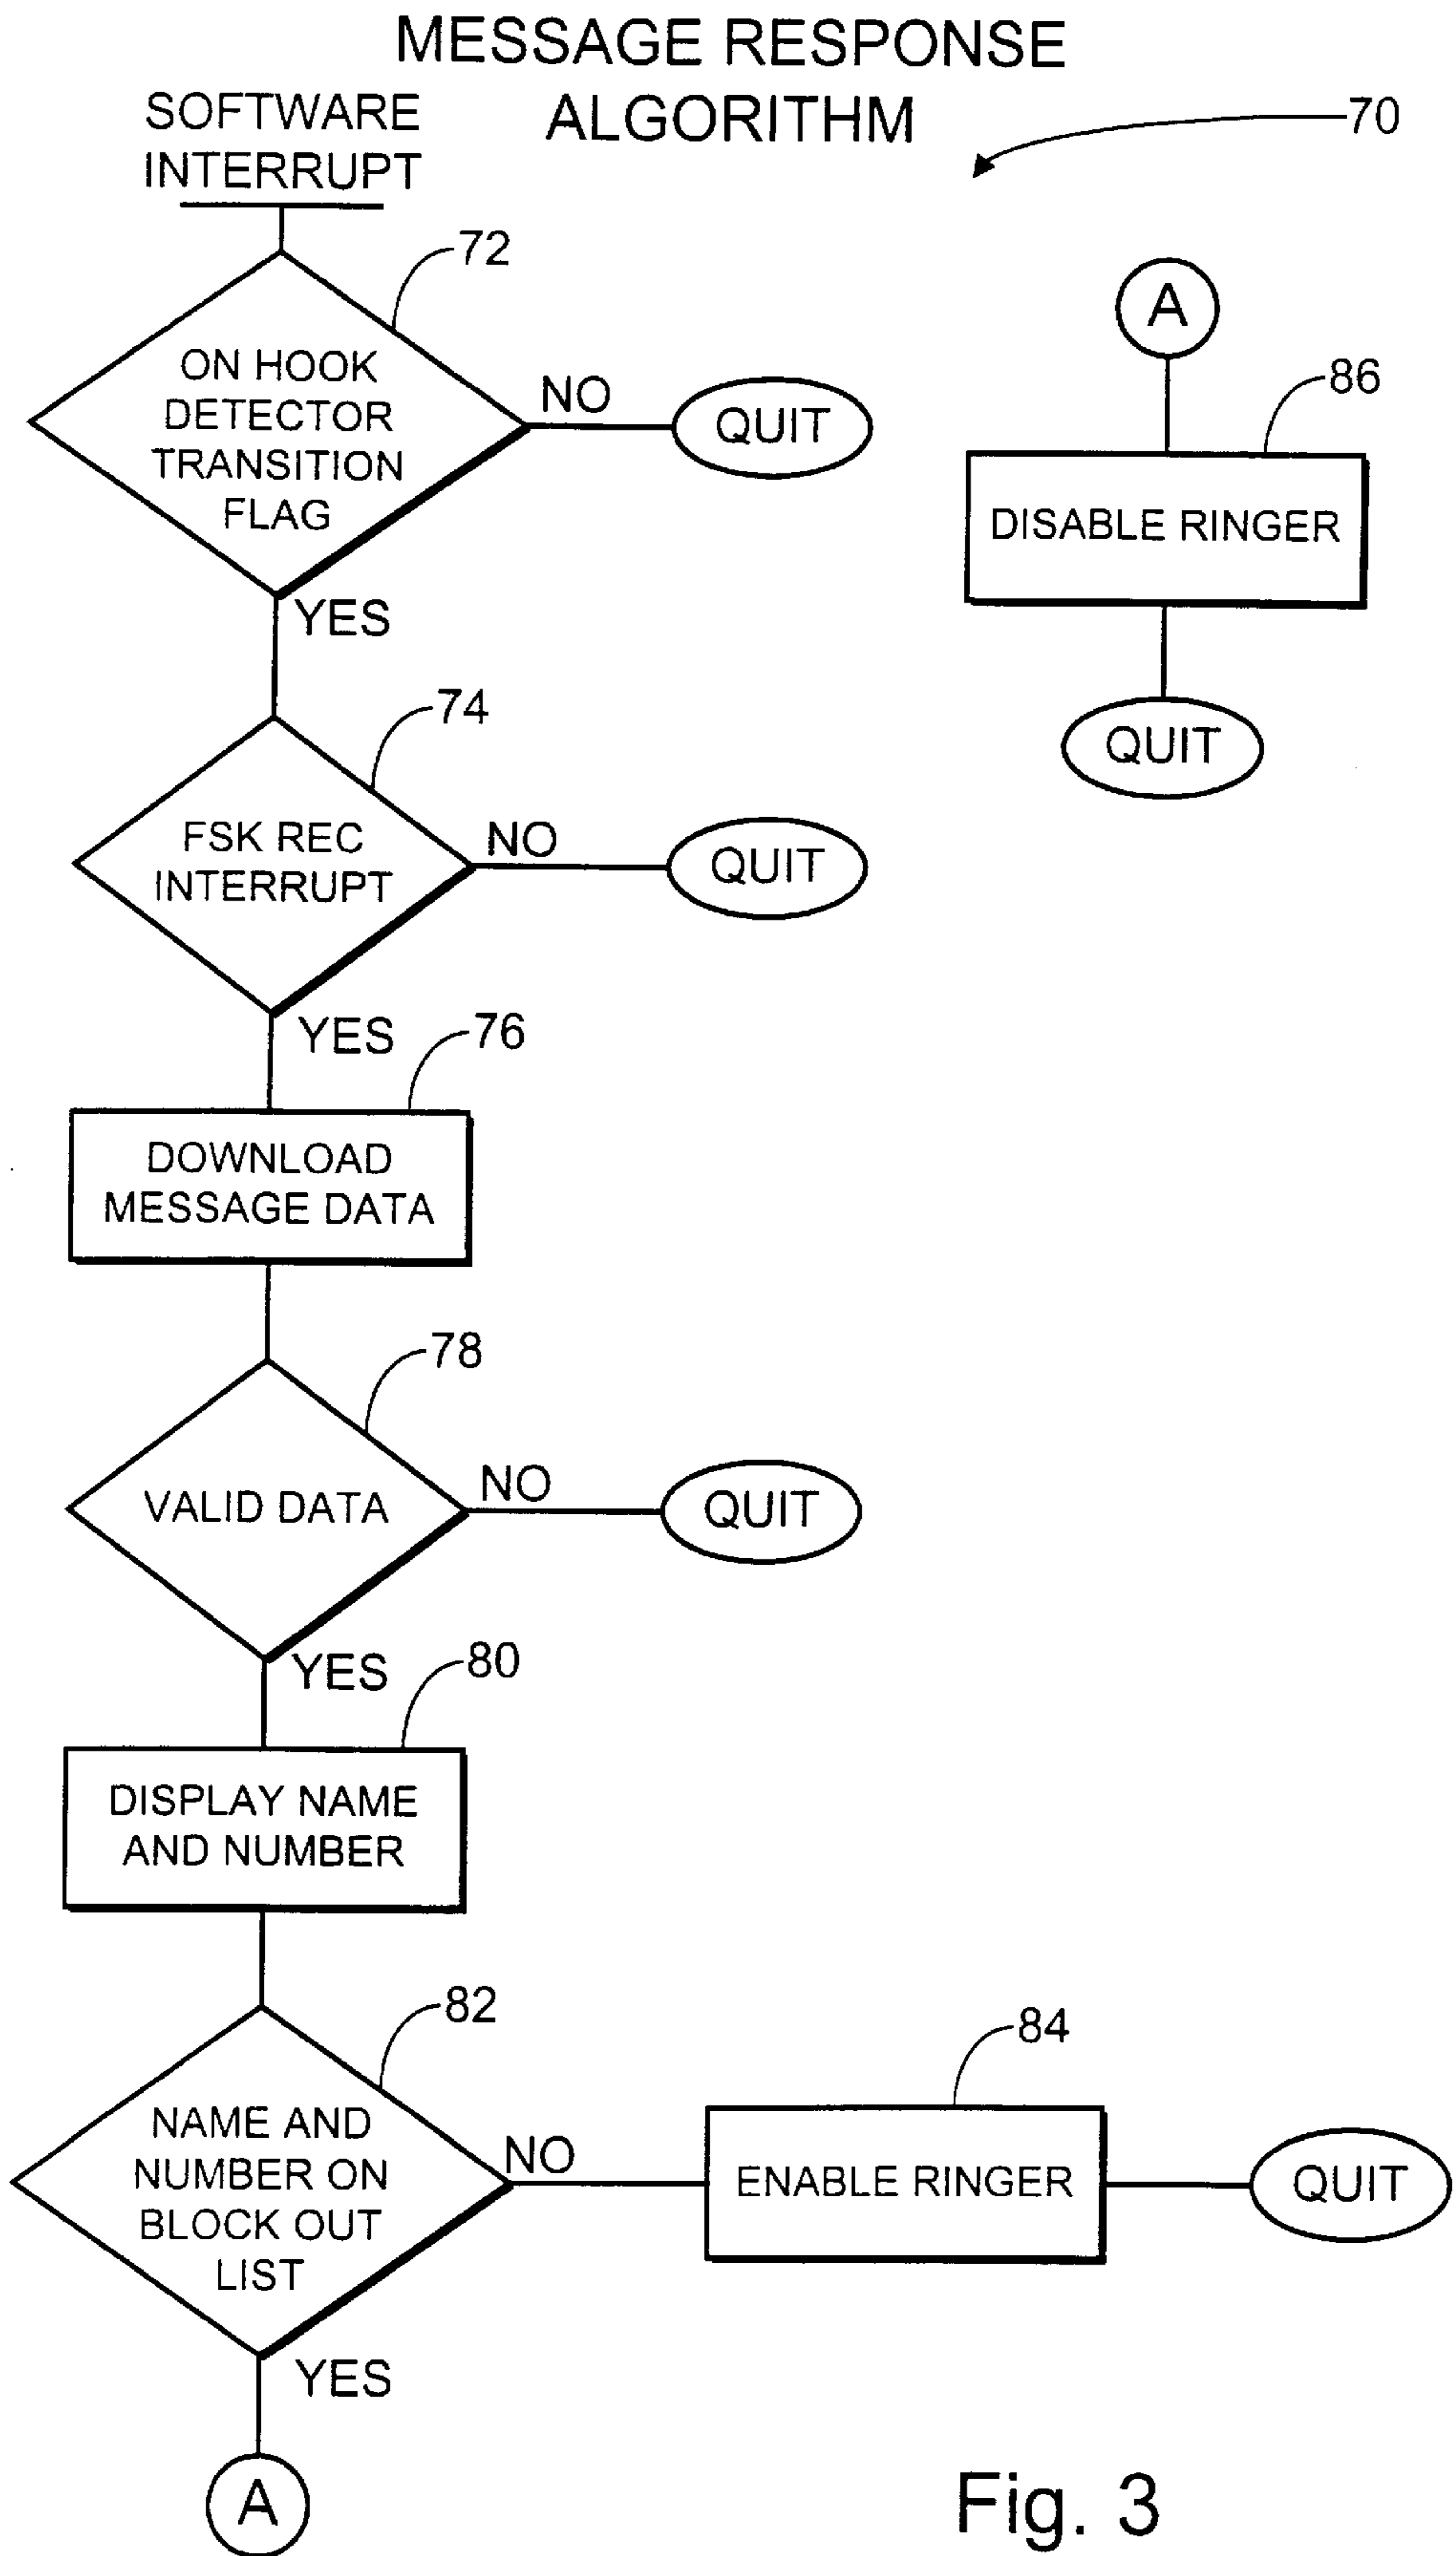 MESSAGE RESPONSE
ALGORITHM
70
SOFTWARE
INTERRUPT
72
ON HOOK
DETECTOR
TRANSITION
FLAG
NO
QUIT
YES
A
86
DISABLE RINGER
QUIT
74
FSK REC
INTERRUPT
NO
QUIT
YES
76
DOWNLOAD
MESSAGE DATA
78
VALID DATA
NO
QUIT
YES
80
DISPLAY NAME
AND NUMBER
82
NAME AND
NUMBER ON
BLOCK OUT
LIST
NO
84
ENABLE RINGER
QUIT
YES
A
Fig. 3